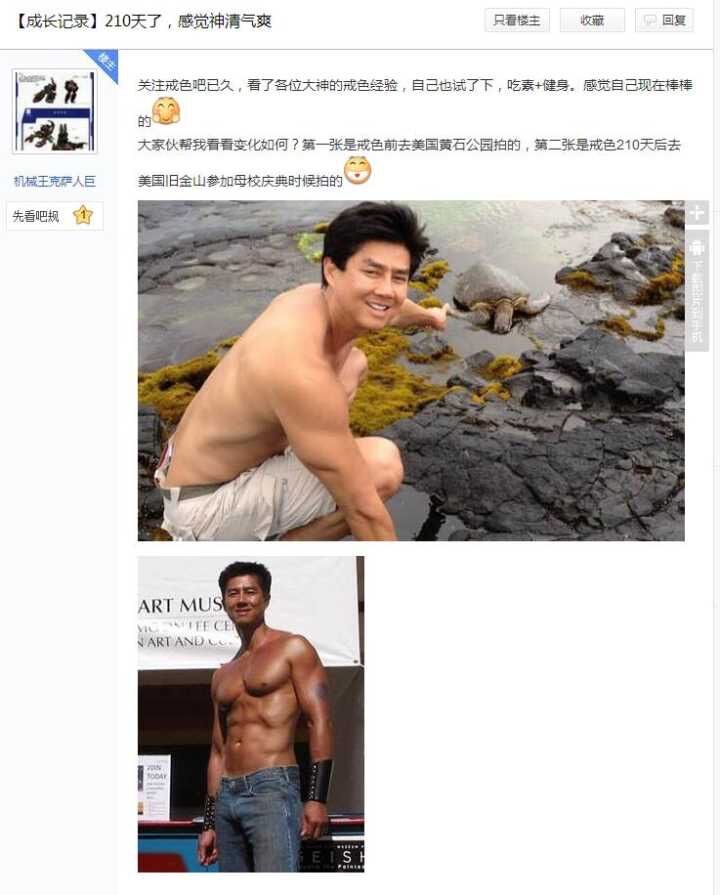 【成长记录】210天了，感觉神清气爽
只看楼主
收藏
回复
楼主
关注戒色吧已久，看了各位大神的戒色经验，自己也试了下，吃素+健身。感觉自己现在棒棒
的
大家伙帮我看看变化如何？第一张是戒色前去美国黄石公园拍的，第二张是戒色210天后去
美国旧金山参加母校庆典时候拍的
机械王克萨人巨
先看吧规
1
下载图片到手机
ART MUS
LEE CE
N ART AND CU
JOIN
TODAY
GEISH